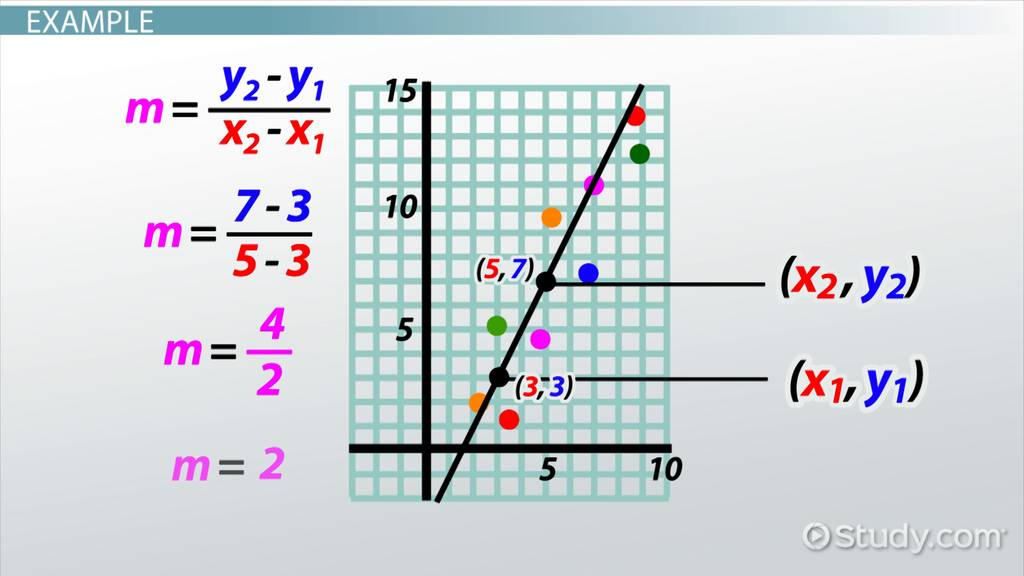 EXAMPLE
m = y₂ - y₁ / x₂ - x₁
m = 7 - 3 / 5 - 3
m = 4 / 2
m = 2
15
10
5
5
10
(5, 7)
(3, 3)
(x₂, y₂)
(x₁, y₁)
Study.com